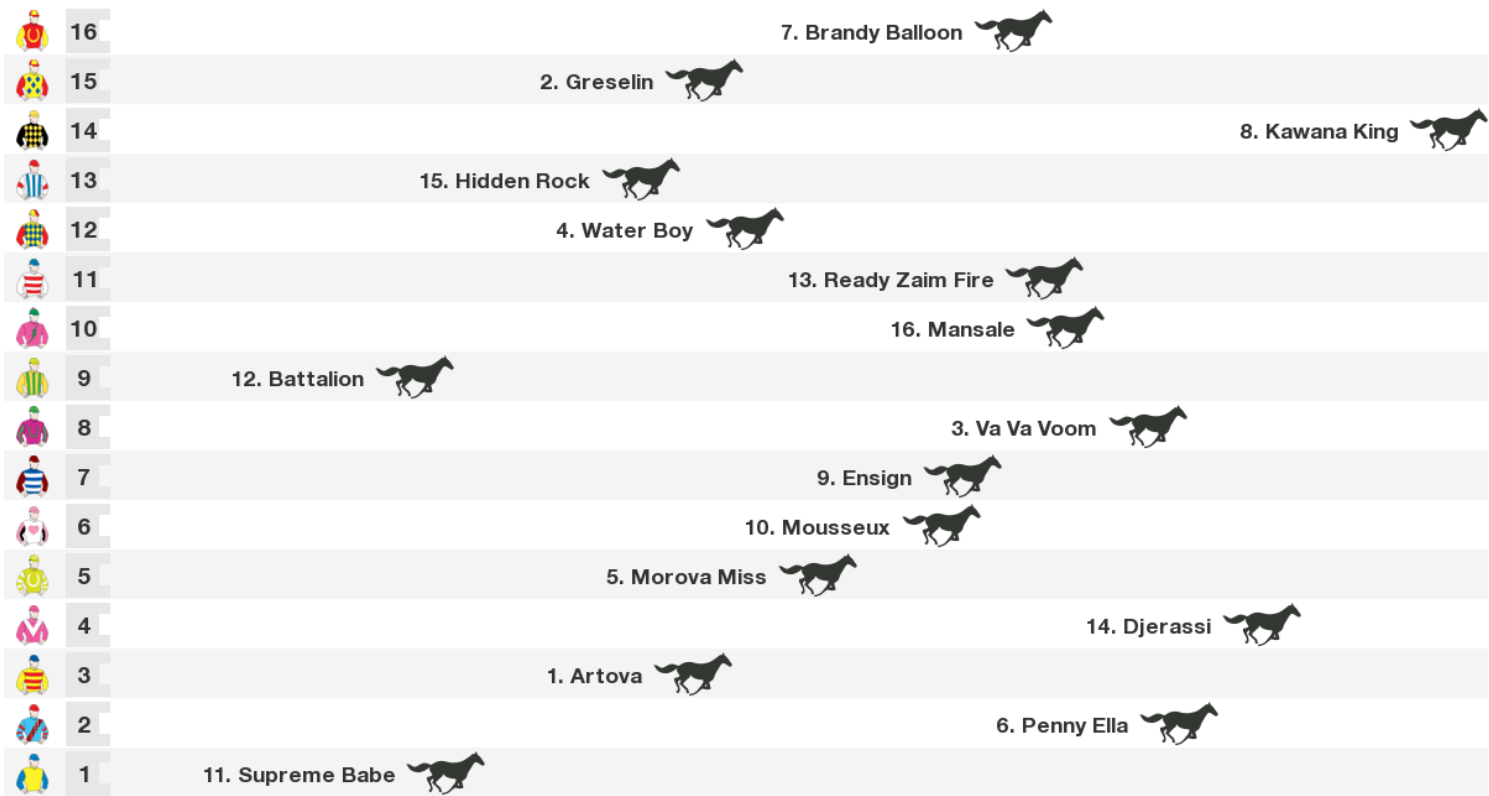 16 7. Brandy Balloon
15 2. Greselin
14 8. Kawana King
13 15. Hidden Rock
12 4. Water Boy
11 13. Ready Zaim Fire
10 16. Mansale
9 12. Battalion
8 3. Va Va Voom
7 9. Ensign
6 10. Mousseux
5 5. Morova Miss
4 14. Djerassi
3 1. Artova
2 6. Penny Ella
1 11. Supreme Babe